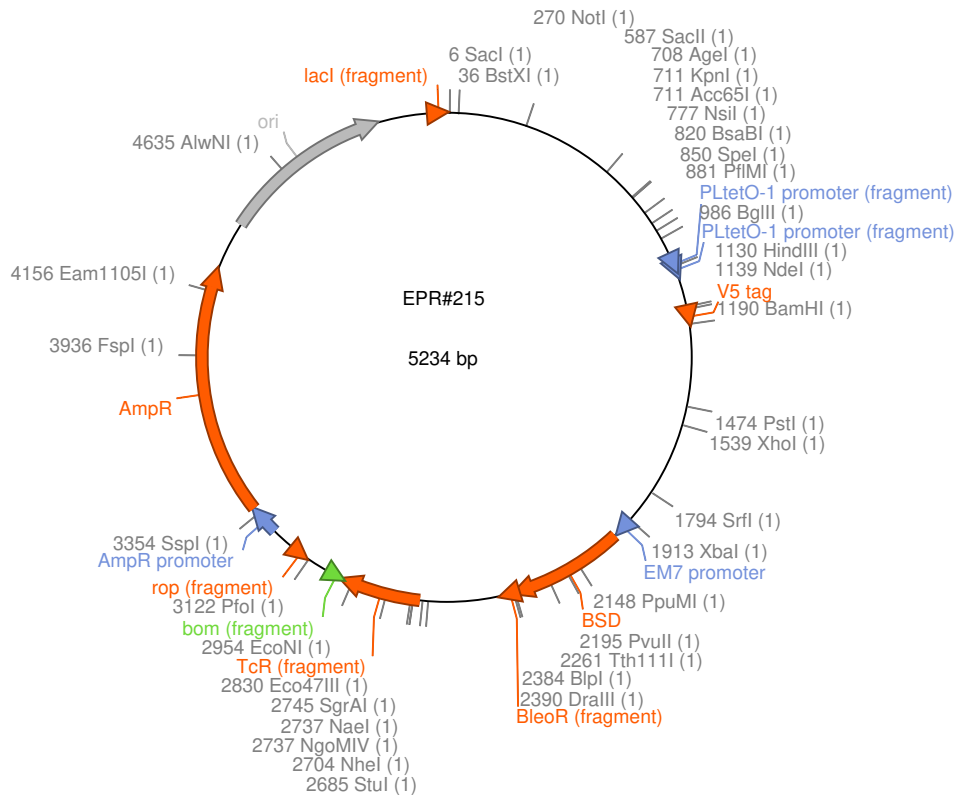 270 NotI (1)
587 SacII (1)
6 SacI (1)
708 AgeI (1)
lacI (fragment)
36 BstXI (1)
711 KpnI (1)
711 Acc65I (1)
777 NsiI (1)
ori
820 BsaBI (1)
4635 AlwNI (1)
850 SpeI (1)
881 PflMI (1)
PLtetO-1 promoter (fragment)
986 BglII (1)
PLtetO-1 promoter (fragment)
1130 HindIII (1)
4156 Eam1105I (1)
1139 NdeI (1)
V5 tag
EPR#215
1190 BamHI (1)
3936 FspI (1)
5234 bp
AmpR
1474 PstI (1)
1539 XhoI (1)
1794 SrfI (1)
3354 SspI (1)
1913 XbaI (1)
AmpR promoter
EM7 promoter
rop (fragment)
2148 PpuMI (1)
3122 PfoI (1)
BSD
bom (fragment)
2195 PvuII (1)
2954 EcoNI (1)
2261 Tth111I (1)
TcR (fragment)
2384 BlpI (1)
2830 Eco47III (1)
2390 DraIII (1)
2745 SgrAI (1)
BleoR (fragment)
2737 NaeI (1)
2737 NgoMIV (1)
2704 NheI (1)
2685 StuI (1)